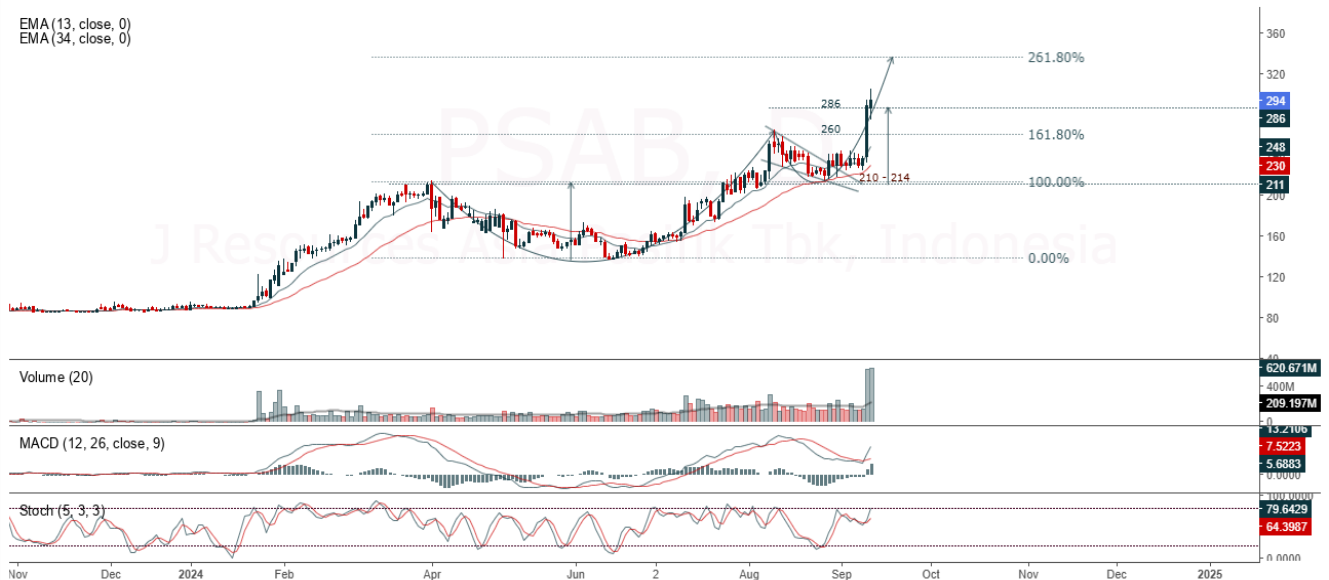 EMA (13, close, 0)
EMA (34, close, 0)
PSAB, D
J Resources Asia Tbk, Indonesia
261.80%
161.80%
100.00%
0.00%
286
260
210 - 214
360
320
294
286
248
230
211
200
160
120
80
40
Volume (20)
620.671M
400M
209.197M
0
MACD (12, 26, close, 9)
13.2106
7.5223
5.6883
0.0000
Stoch (5, 3, 3)
100.0000
79.6429
64.3987
0.0000
Nov
Dec
2024
Feb
Apr
Jun
2
Aug
Sep
Oct
Nov
Dec
2025